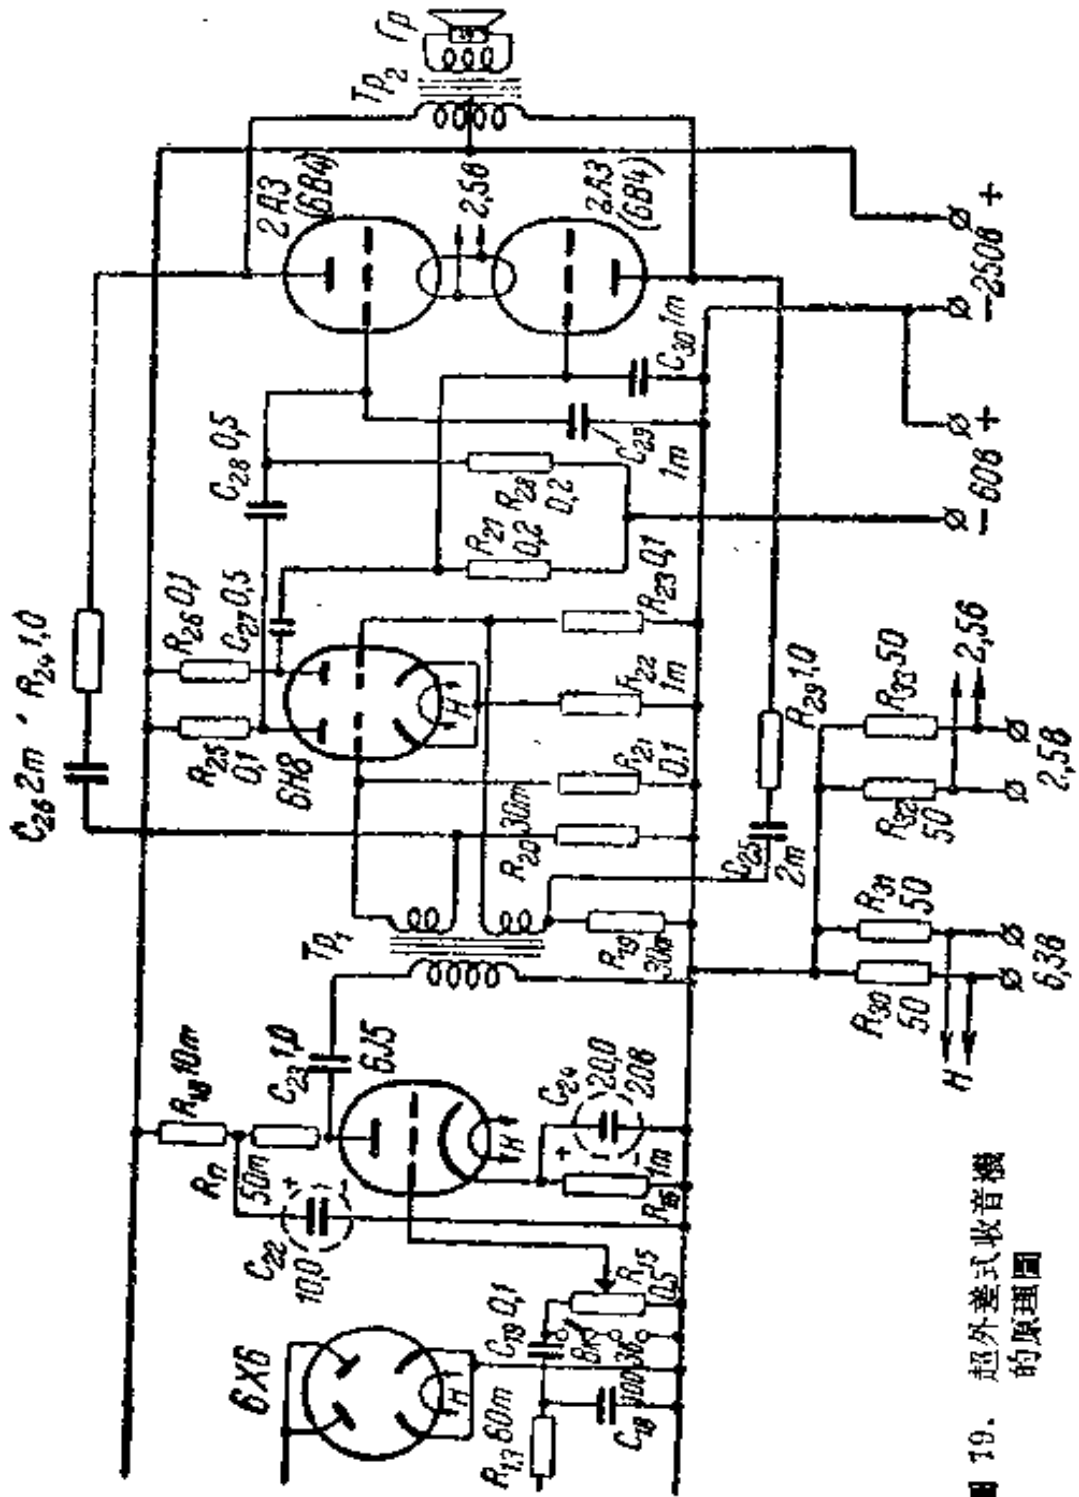 6X6
R₁₃ 60m
C₁₈
100
C₁₉ 0,1
Вк
Зв
R₁₅
0,5
H
C₂₂
10,0
+
-
R₁₈ 10m
50m
C₂₃ 1,0
6J5
H
R₁₆ 1m
C₂₄
20,0
20в
+
-
Tp₁
R₁₉
R₂₀ 30m
R₂₁
0,1
R₂₂
1m
R₂₃ 0,1
6H8
H
R₂₅
0,1
R₂₆ 0,1
C₂₇ 0,5
C₂₆ 2m
R₂₄ 1,0
C₂₈ 0,5
R₂₈
0,2
0,2
C₂₉
1m
C₃₀ 1m
2A3
(6B4)
2,5в
2A3
(6B4)
Tp₂
Гр
C₂₅
2m
R₂₉ 1,0
R₃₀
50
R₃₁
50
R₃₂
50
R₃₃ 50
H
6,3в
2,5в
2,5в
-60в +
-250в +
圖 19. 超外差式收音機
的原理圖